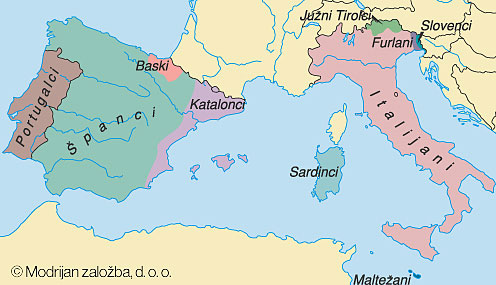 Južni Tirolci
Slovenci
Furlani
Baski
Katalonci
Portugalci
Španci
Italijani
Sardinci
Maltežani
© Modrijan založba, d. o. o.